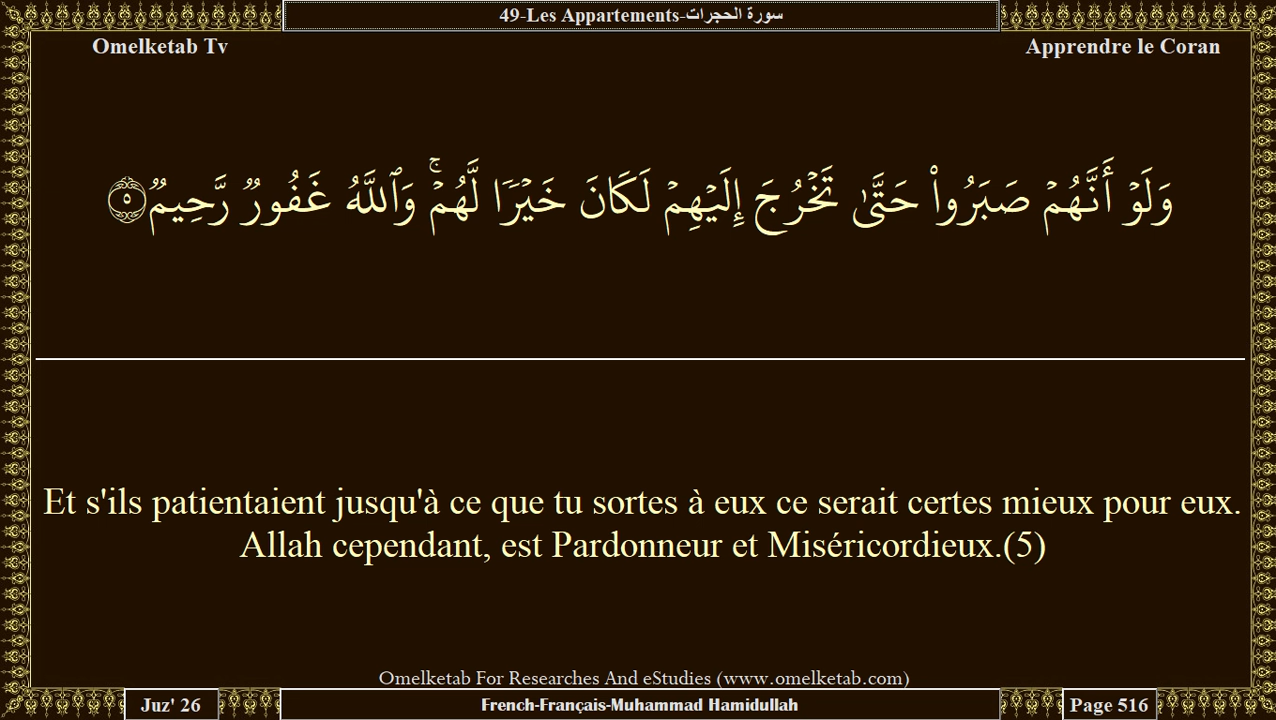 49-Les Appartements-سورة الحجرات
Omelketab Tv
Apprendre le Coran
وَلَوۡ أَنَّهُمۡ صَبَرُواْ حَتَّىٰ تَخۡرُجَ إِلَيۡهِمۡ لَكَانَ خَيۡرٗا لَّهُمۡۚ وَٱللَّهُ غَفُورٞ رَّحِيمٞ ٥
Et s'ils patientaient jusqu'à ce que tu sortes à eux ce serait certes mieux pour eux.
Allah cependant, est Pardonneur et Miséricordieux.(5)
Omelketab For Researches And eStudies (www.omelketab.com)
Juz' 26
French-Français-Muhammad Hamidullah
Page 516